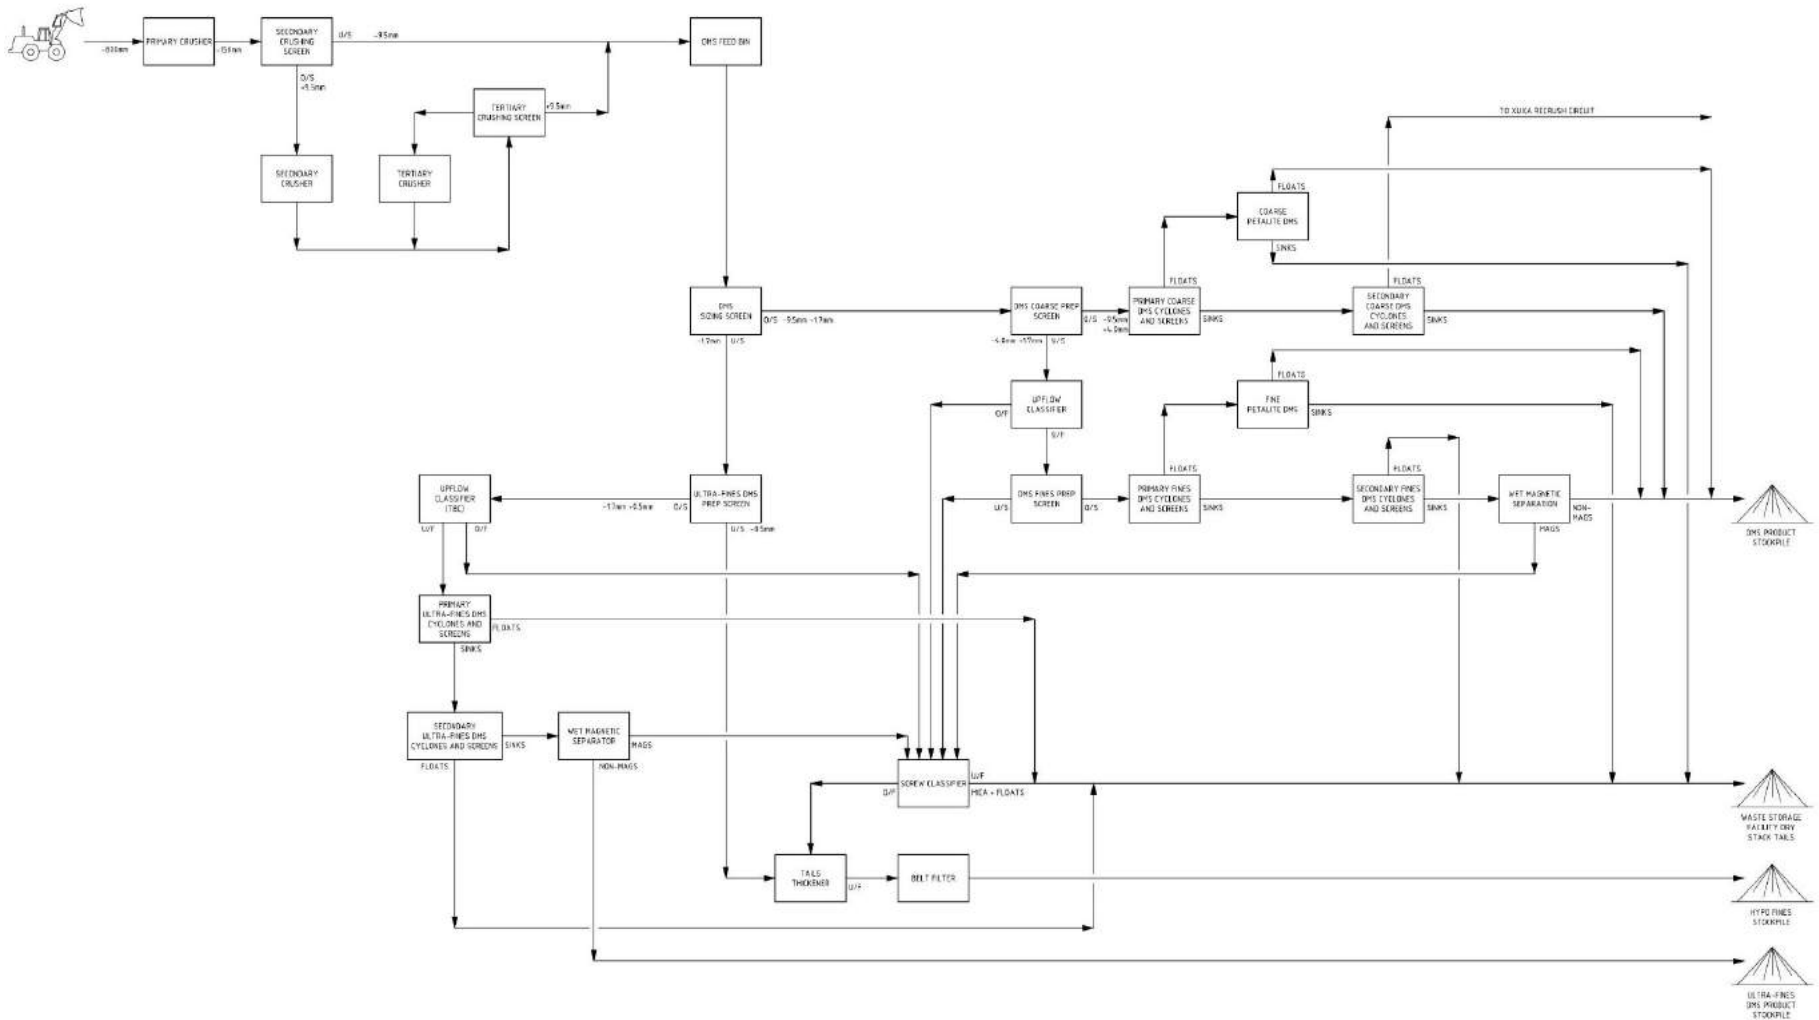 U/S -9.5mm
PRIMARY CRUSHER
SECONDARY
CRUSHING
SCREEN
DMS FEED BIN
O/S
+9.5mm
TERTIARY
CRUSHING SCREEN
+9.5mm
SECONDARY
CRUSHER
TERTIARY
CRUSHER
TO XUXA RECRUSH CIRCUIT
FLOATS
COARSE
PETALITE DMS
SINKS
FLOATS
FLOATS
DMS
SIZING SCREEN
O/S -9.5mm -1.7mm
DMS COARSE PREP
SCREEN
O/S -9.5mm
+4.0mm
PRIMARY COARSE
DMS CYCLONES
AND SCREENS
SINKS
SECONDARY
COARSE DMS
CYCLONES
AND SCREENS
SINKS
-1.7mm U/S
-4.0mm +1.7mm U/S
FLOATS
UPFLOW
CLASSIFIER
O/F
U/F
FINE
PETALITE DMS
SINKS
FLOATS
FLOATS
UPFLOW
CLASSIFIER
(TBC)
-1.7mm +0.5mm O/S
ULTRA-FINES DMS
PREP SCREEN
U/S
DMS FINES PREP
SCREEN
O/S
PRIMARY FINES
DMS CYCLONES
AND SCREENS
SINKS
SECONDARY FINES
DMS CYCLONES
AND SCREENS
SINKS
WET MAGNETIC
SEPARATION
NON-
MAGS
U/F
O/F
U/S -0.5mm
MAGS
DMS PRODUCT
STOCKPILE
PRIMARY
ULTRA-FINES DMS
CYCLONES AND
SCREENS
FLOATS
SINKS
SECONDARY
ULTRA-FINES DMS
CYCLONES AND SCREENS
SINKS
WET MAGNETIC
SEPARATOR
MAGS
FLOATS
NON-MAGS
O/F
SCREW CLASSIFIER
U/F
MICA + FLOATS
WASTE STORAGE
FACILITY DRY
STACK TAILS
TAILS
THICKENER
U/F
BELT FILTER
HYPO FINES
STOCKPILE
ULTRA-FINES
DMS PRODUCT
STOCKPILE